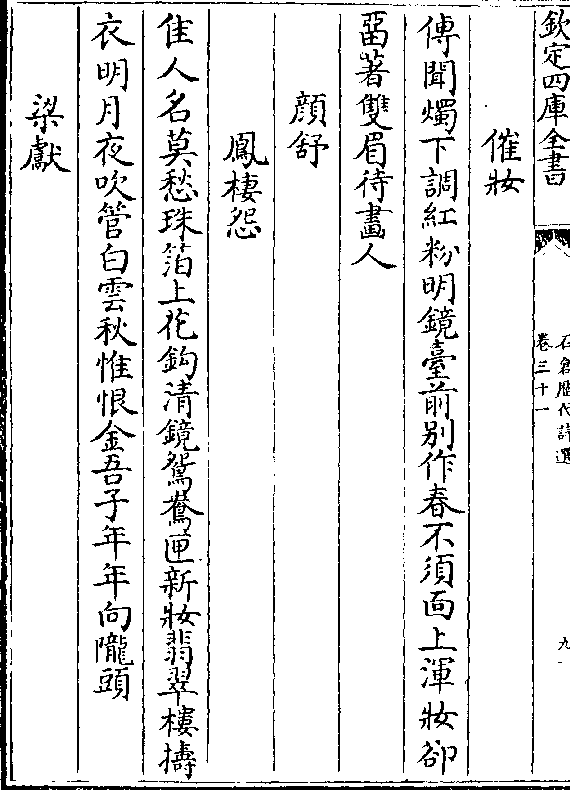 欽定四庫全書
石倉歷代詩選
卷三十一
九
催妝
傳聞燭下調紅粉明鏡臺前别作春不須面上渾妝卻
留著雙眉待畫人
顔舒
鳳棲怨
佳人名莫愁珠箔上花鈎清鏡鴛鴦匣新妝翡翠樓擣
衣明月夜吹管白雲秋惟恨金吾子年年向隴頭
梁獻